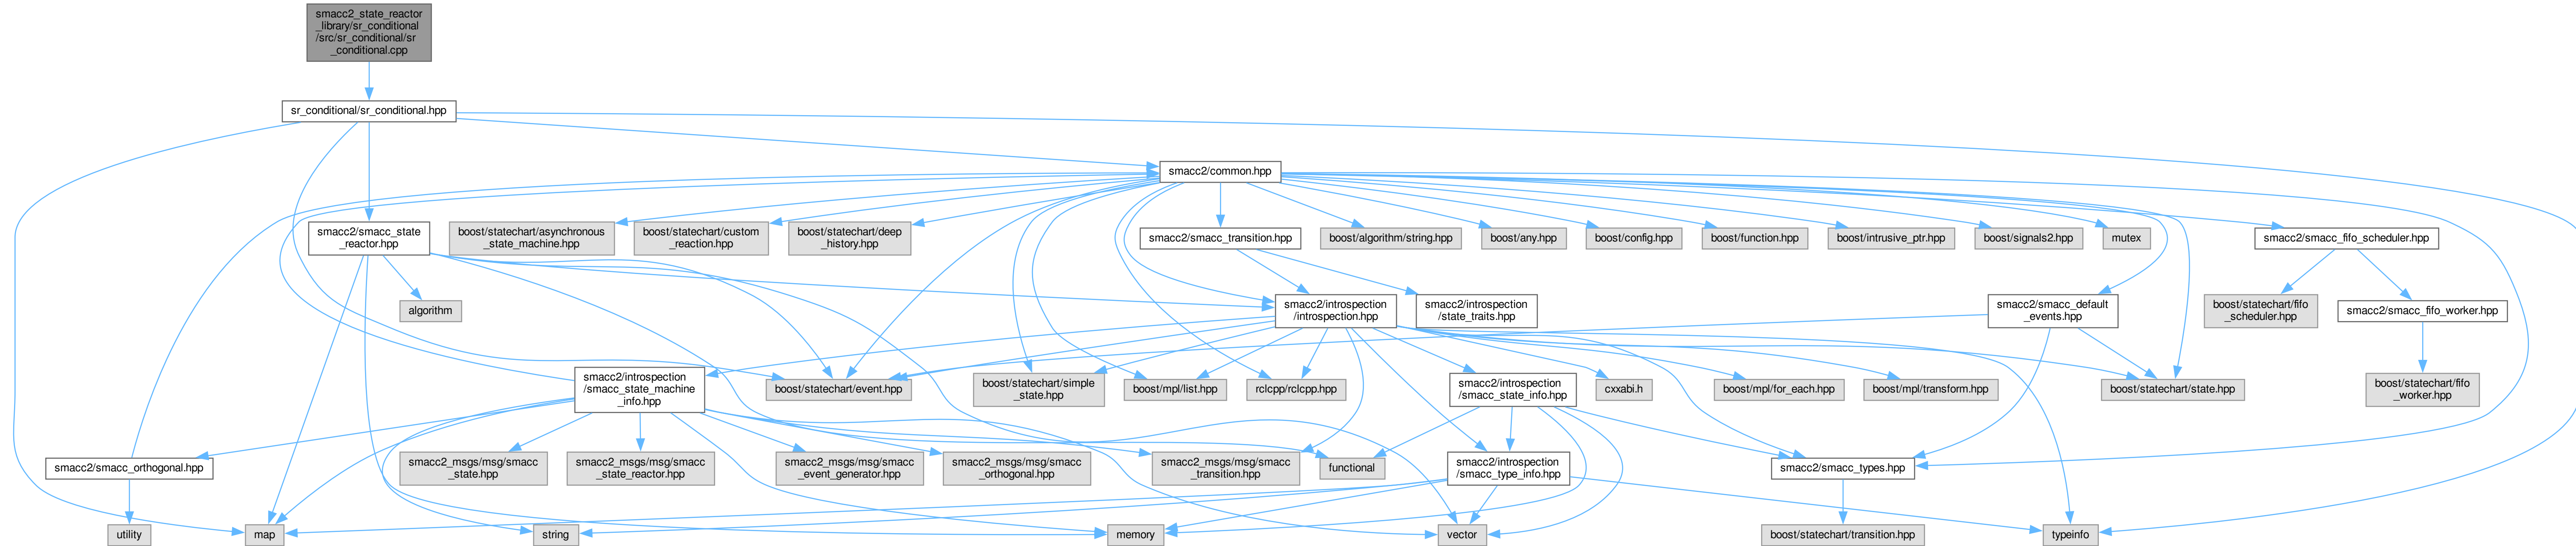 smacc2_state_reactor
_library/sr_conditional
/src/sr_conditional/sr
_conditional.cpp
sr_conditional/sr_conditional.hpp
smacc2/common.hpp
smacc2/smacc_state
_reactor.hpp
boost/statechart/asynchronous
_state_machine.hpp
boost/statechart/custom
_reaction.hpp
boost/statechart/deep
_history.hpp
smacc2/smacc_transition.hpp
boost/algorithm/string.hpp
boost/any.hpp
boost/config.hpp
boost/function.hpp
boost/intrusive_ptr.hpp
boost/signals2.hpp
mutex
smacc2/smacc_fifo_scheduler.hpp
algorithm
smacc2/introspection
/introspection.hpp
smacc2/introspection
/state_traits.hpp
smacc2/smacc_default
_events.hpp
boost/statechart/fifo
_scheduler.hpp
smacc2/smacc_fifo_worker.hpp
smacc2/introspection
/smacc_state_machine
_info.hpp
boost/statechart/event.hpp
boost/statechart/simple
_state.hpp
boost/mpl/list.hpp
rclcpp/rclcpp.hpp
smacc2/introspection
/smacc_state_info.hpp
cxxabi.h
boost/mpl/for_each.hpp
boost/mpl/transform.hpp
boost/statechart/state.hpp
boost/statechart/fifo
_worker.hpp
smacc2/smacc_orthogonal.hpp
smacc2_msgs/msg/smacc
_state.hpp
smacc2_msgs/msg/smacc
_state_reactor.hpp
smacc2_msgs/msg/smacc
_event_generator.hpp
smacc2_msgs/msg/smacc
_orthogonal.hpp
smacc2_msgs/msg/smacc
_transition.hpp
functional
smacc2/introspection
/smacc_type_info.hpp
smacc2/smacc_types.hpp
utility
map
string
memory
vector
boost/statechart/transition.hpp
typeinfo